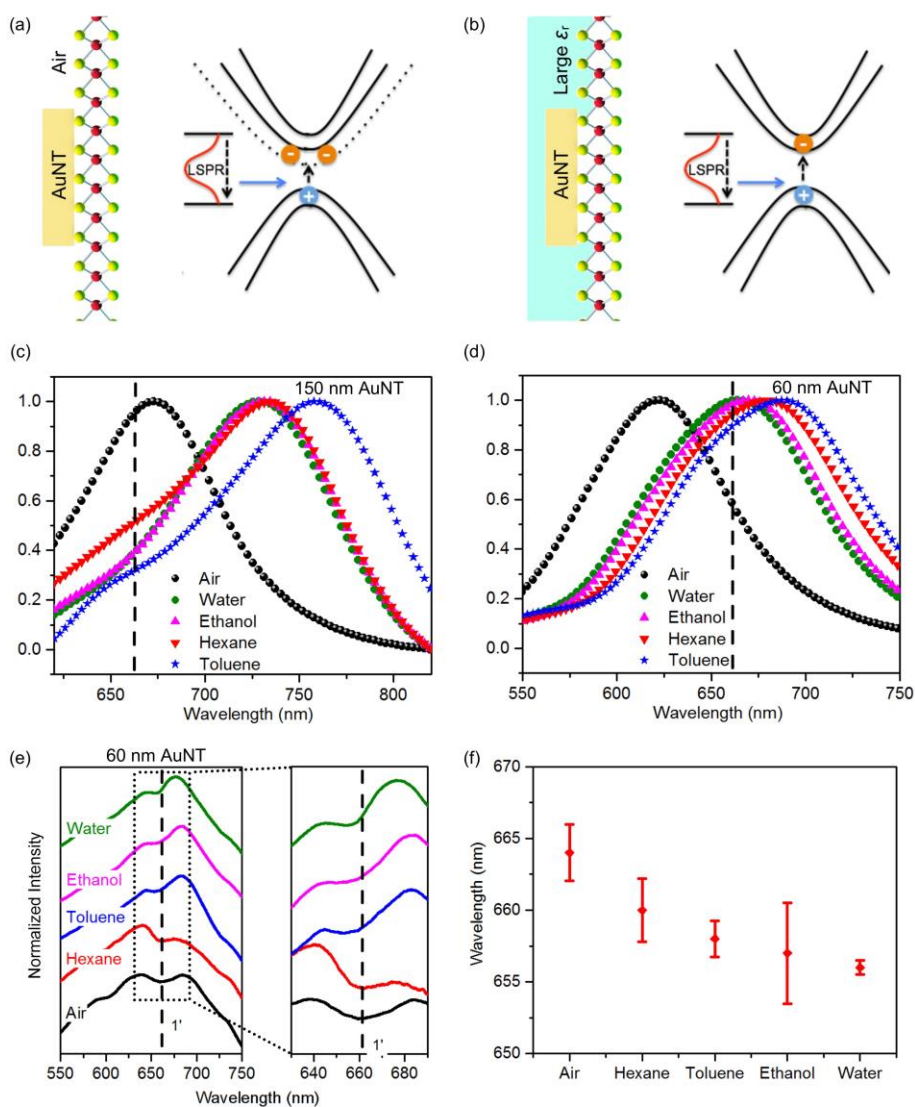 (a)
Air
AuNT
LSPR
- -
+
(b)
Large εr
AuNT
LSPR
-
+
(c)
150 nm AuNT
1.0
0.8
0.6
0.4
0.2
0.0
Air
Water
Ethanol
Hexane
Toluene
650 700 750 800
Wavelength (nm)
(d)
60 nm AuNT
1.0
0.8
0.6
0.4
0.2
0.0
Air
Water
Ethanol
Hexane
Toluene
550 600 650 700 750
Wavelength (nm)
(e)
60 nm AuNT
Normalized Intensity
Water
Ethanol
Toluene
Hexane
Air
1'
1'
550 600 650 700 750
640 660 680
Wavelength (nm)
(f)
Wavelength (nm)
670
665
660
655
650
Air Hexane Toluene Ethanol Water